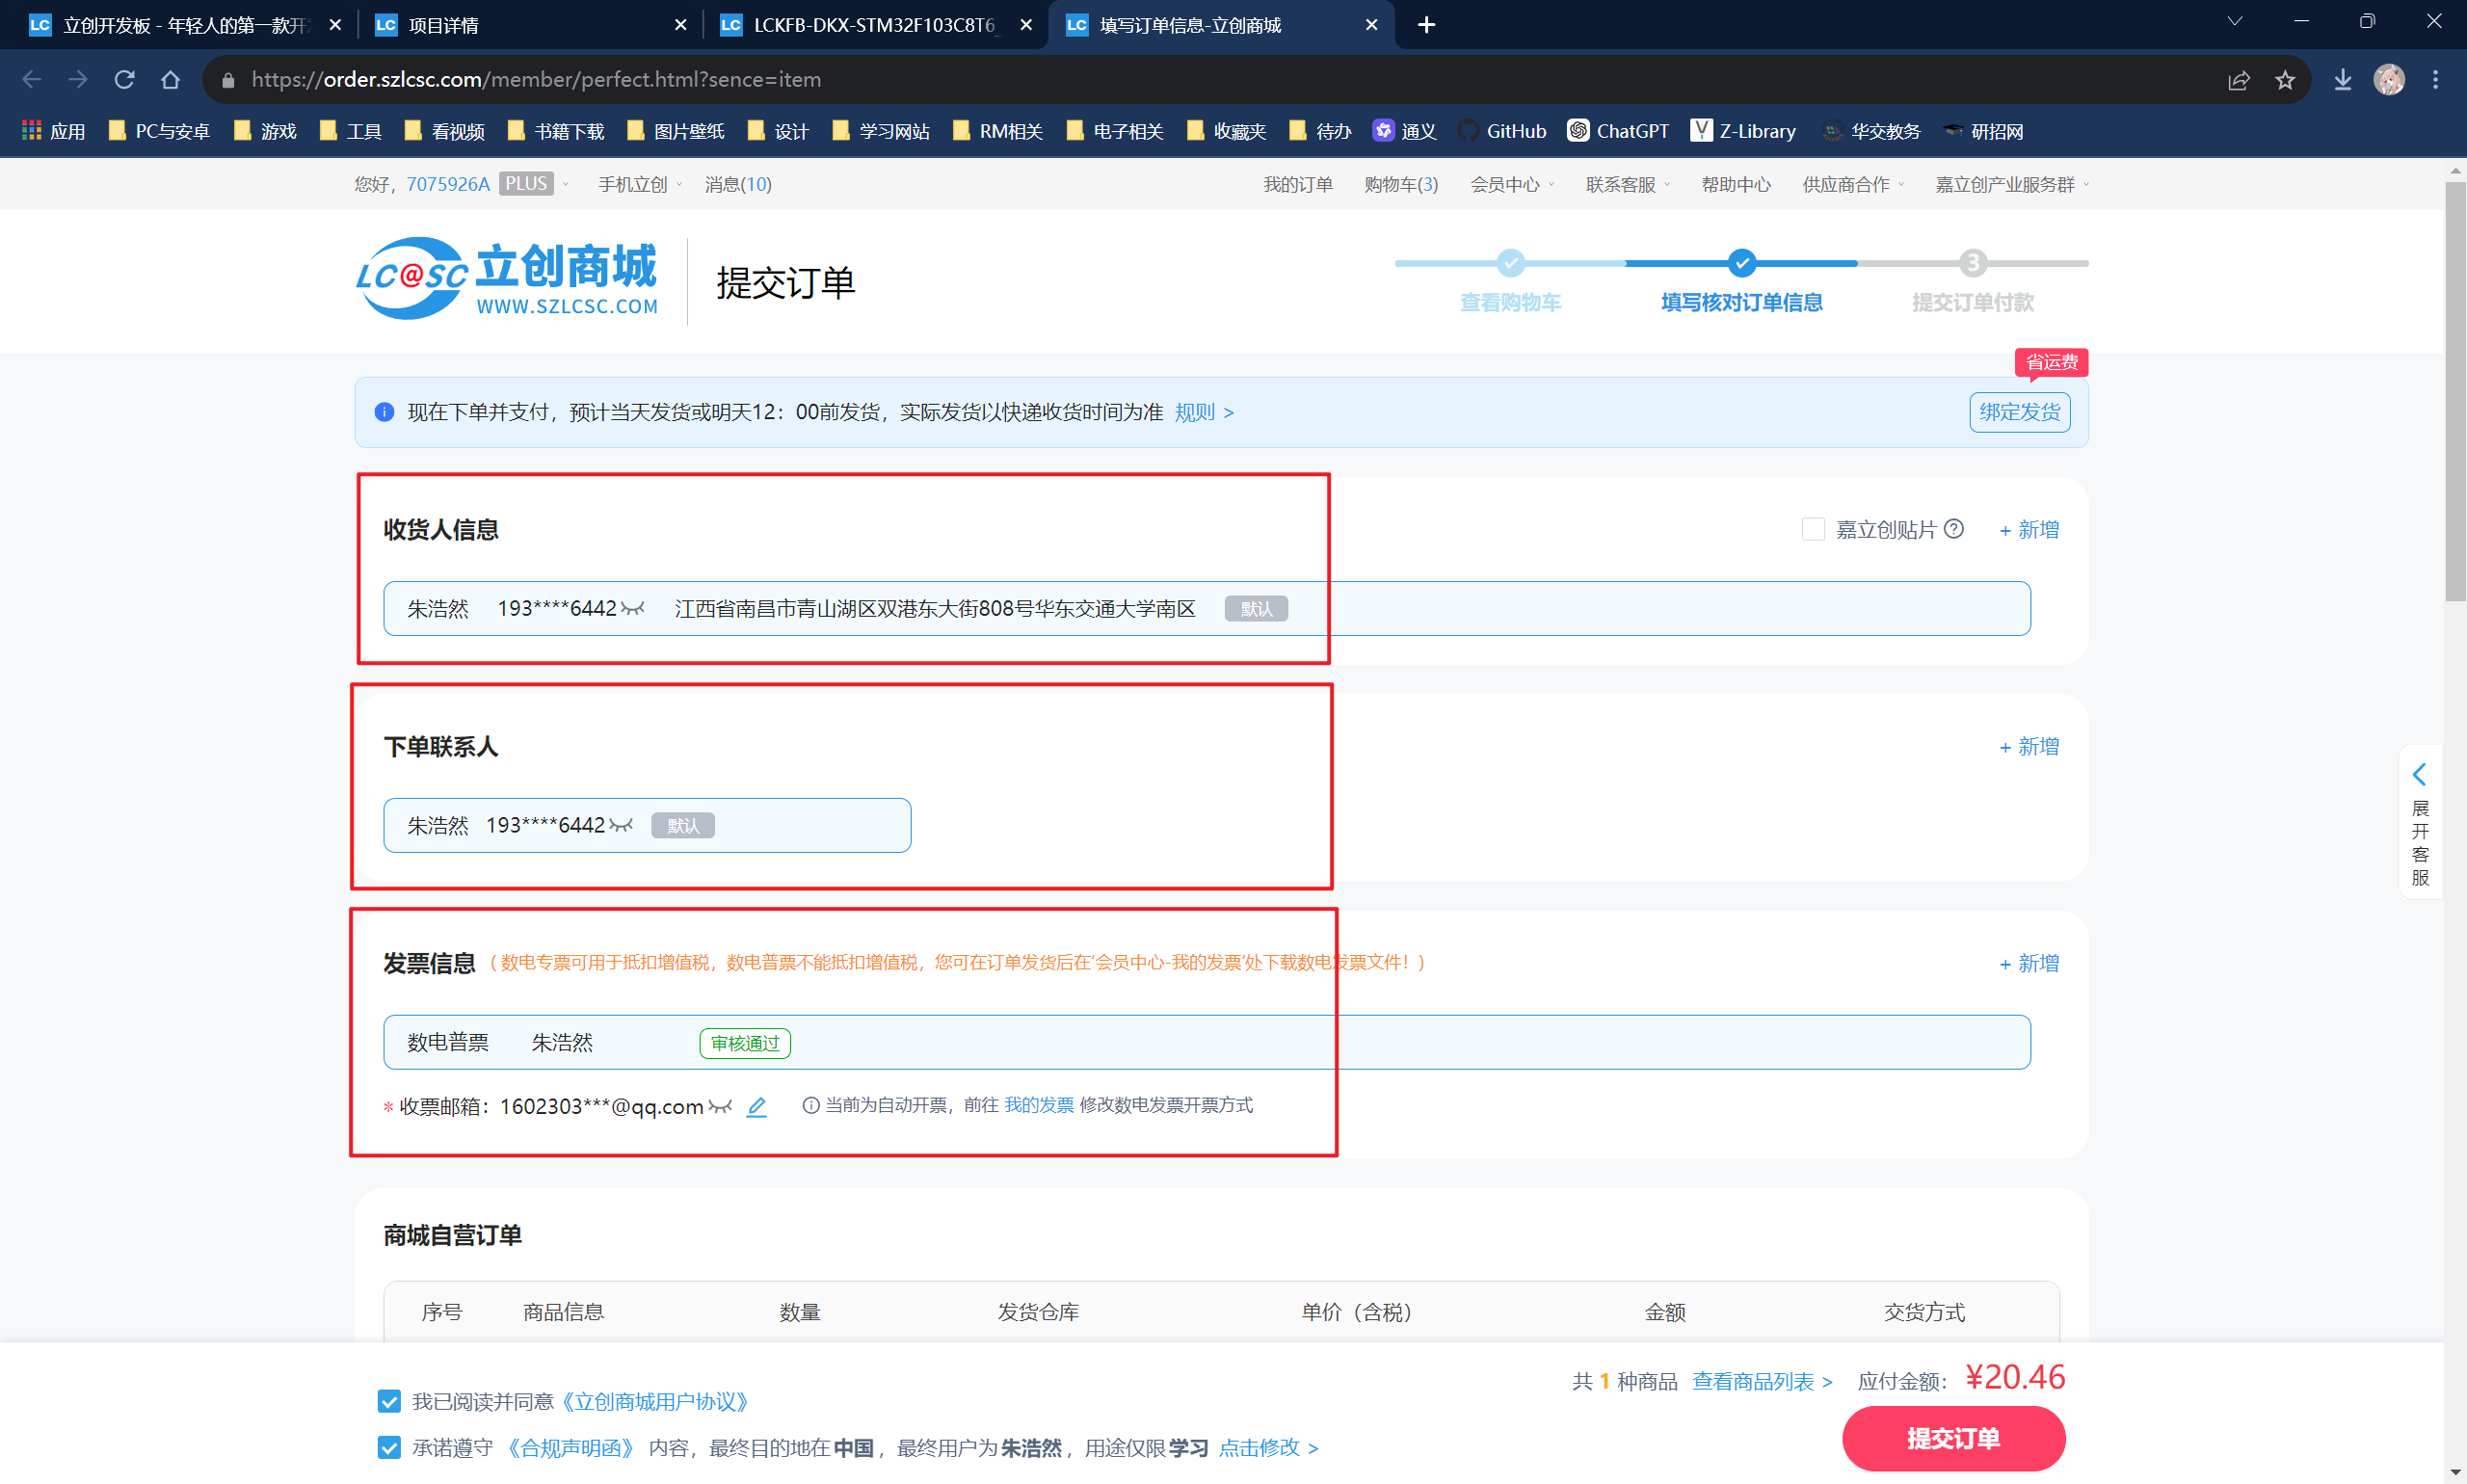 立创开发板 - 年轻人的第一款开发
项目详情
LCKFB-DKX-STM32F103C8T6_
填写订单信息-立创商城
https://order.szlcsc.com/member/perfect.html?sence=item
应用 PC与安卓 游戏 工具 看视频 书籍下载 图片壁纸 设计 学习网站 RM相关 电子相关 收藏夹 待办 通义 GitHub ChatGPT Z-Library 华交教务 研招网
您好，7075926A PLUS 手机立创 消息(10) 我的订单 购物车(3) 会员中心 联系客服 帮助中心 供应商合作 嘉立创产业服务群
LC@SC 立创商城
WWW.SZLCSC.COM
提交订单
3
查看购物车 填写核对订单信息 提交订单付款
省运费
现在下单并支付，预计当天发货或明天12：00前发货，实际发货以快递收货时间为准 规则 > 绑定发货
收货人信息 嘉立创贴片 + 新增
朱浩然 193****6442 江西省南昌市青山湖区双港东大街808号华东交通大学南区 默认
下单联系人 + 新增
朱浩然 193****6442 默认
发票信息 （数电专票可用于抵扣增值税，数电普票不能抵扣增值税，您可在订单发货后在'会员中心-我的发票'处下载数电发票文件！） + 新增
数电普票 朱浩然 审核通过
* 收票邮箱：1602303***@qq.com 当前为自动开票，前往 我的发票 修改数电发票开票方式
展开客服
商城自营订单
序号 商品信息 数量 发货仓库 单价（含税） 金额 交货方式
共 1 种商品 查看商品列表 > 应付金额： ¥20.46
我已阅读并同意《立创商城用户协议》
承诺遵守《合规声明函》 内容，最终目的地在中国，最终用户为朱浩然，用途仅限学习 点击修改 >
提交订单